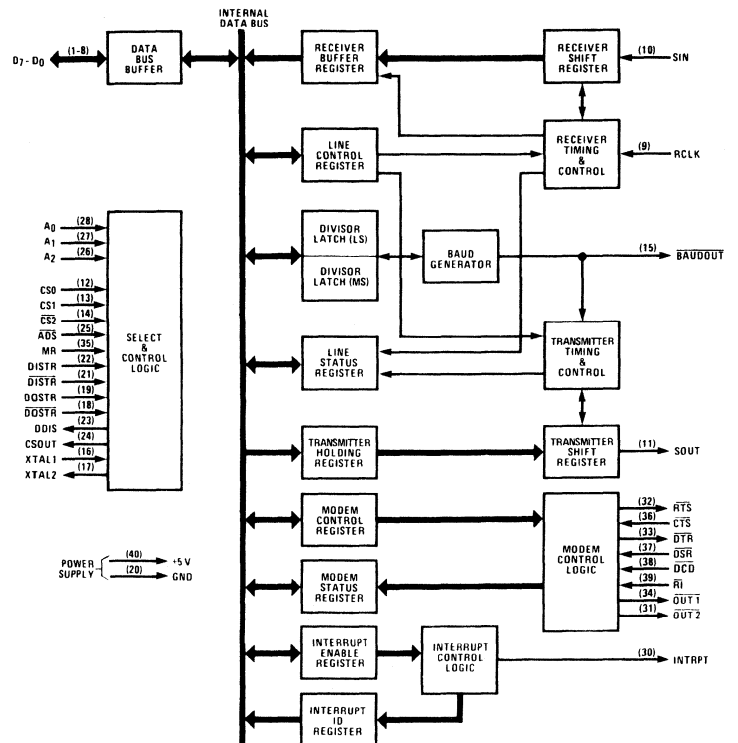 INTERNAL
DATA BUS
D7 - D0
(1-8)
DATA
BUS
BUFFER
RECEIVER
BUFFER
REGISTER
RECEIVER
SHIFT
REGISTER
(10)
SIN
LINE
CONTROL
REGISTER
RECEIVER
TIMING
&
CONTROL
(9)
RCLK
A0 (28)
A1 (27)
A2 (26)
CS0 (12)
CS1 (13)
CS2 (14)
ADS (25)
MR (35)
DISTR (22)
DISTR (21)
DOSTR (19)
DOSTR (18)
DDIS (23)
CSOUT (24)
XTAL1 (16)
XTAL2 (17)
SELECT
&
CONTROL
LOGIC
DIVISOR
LATCH (LS)
DIVISOR
LATCH (MS)
BAUD
GENERATOR
(15)
BAUDOUT
LINE
STATUS
REGISTER
TRANSMITTER
TIMING
&
CONTROL
TRANSMITTER
HOLDING
REGISTER
TRANSMITTER
SHIFT
REGISTER
(11)
SOUT
MODEM
CONTROL
REGISTER
MODEM
CONTROL
LOGIC
(32) RTS
(36) CTS
(33) DTR
(37) DSR
(38) DCD
(39) RI
(34) OUT 1
(31) OUT 2
POWER
SUPPLY
(40) +5 V
(20) GND
MODEM
STATUS
REGISTER
INTERRUPT
ENABLE
REGISTER
INTERRUPT
CONTROL
LOGIC
(30)
INTRPT
INTERRUPT
ID
REGISTER